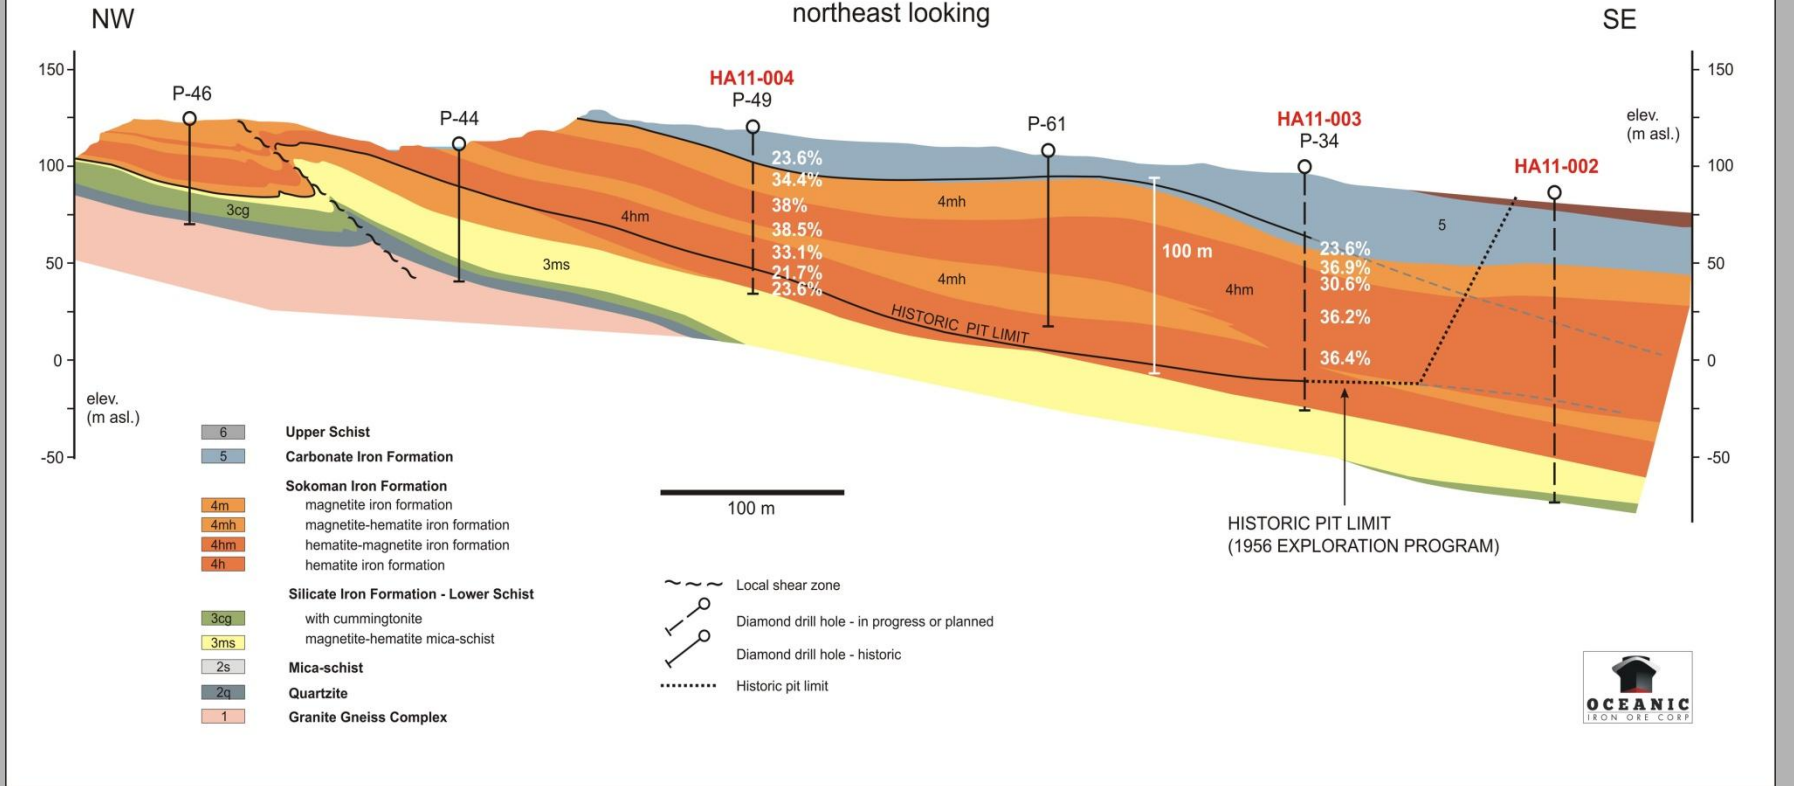 northeast looking
NW
SE
150
100
50
0
-50
elev.
(m asl.)
P-46
P-44
HA11-004
P-49
P-61
HA11-003
P-34
HA11-002
150
100
50
0
-50
elev.
(m asl.)
23.6%
34.4%
38%
38.5%
33.1%
21.7%
23.6%
3cg
3ms
4hm
4mh
4mh
HISTORIC PIT LIMIT
100 m
4hm
5
23.6%
36.9%
30.6%
36.2%
36.4%
HISTORIC PIT LIMIT
(1956 EXPLORATION PROGRAM)
6 Upper Schist
5 Carbonate Iron Formation
Sokoman Iron Formation
4m magnetite iron formation
4mh magnetite-hematite iron formation
4hm hematite-magnetite iron formation
4h hematite iron formation
Silicate Iron Formation - Lower Schist
3cg with cummingtonite
3ms magnetite-hematite mica-schist
2s Mica-schist
2q Quartzite
1 Granite Gneiss Complex
100 m
Local shear zone
Diamond drill hole - in progress or planned
Diamond drill hole - historic
Historic pit limit
OCEANIC
IRON ORE CORP